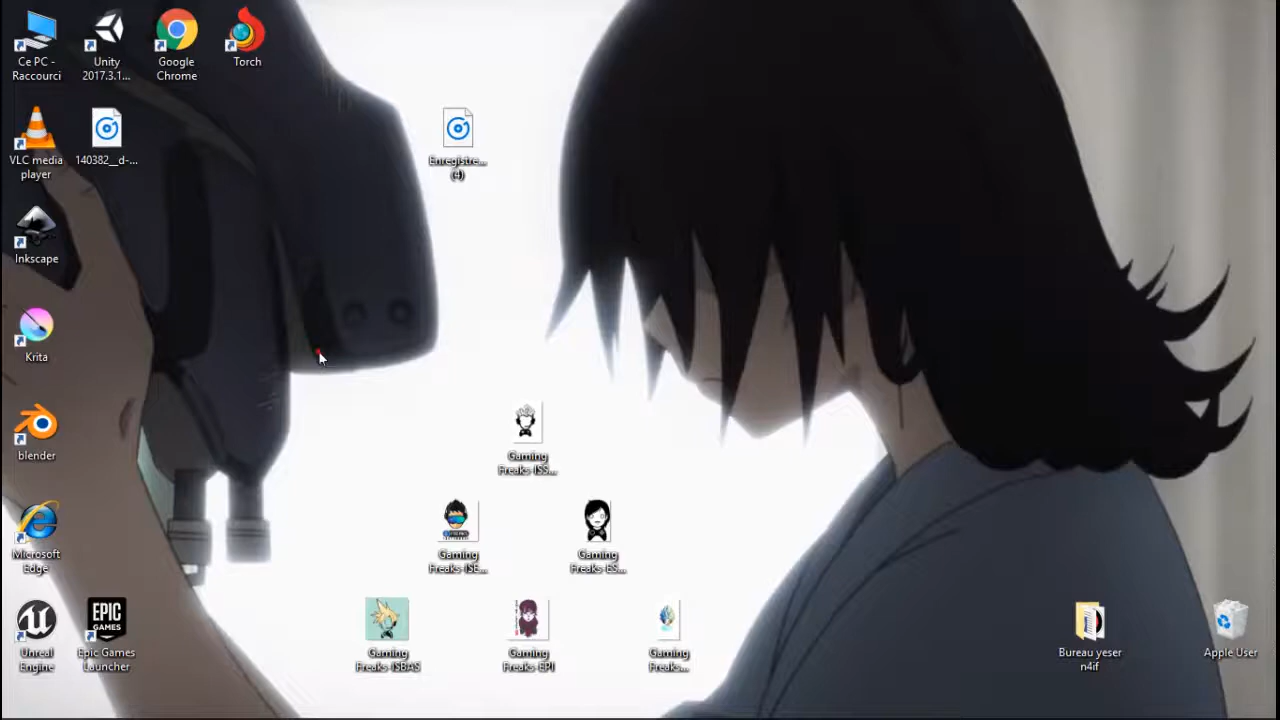 Ce PC -
Raccourci
Unity
2017.3.1...
Google
Chrome
Torch
VLC media
player
140382__d-...
Enregistre...
(4)
Inkscape
Krita
blender
Gaming
Freaks-ISS...
Microsoft
Edge
Gaming
Freaks-ISE...
Gaming
Freaks-ES...
EPIC
GAMES
Unreal
Engine
Epic Games
Launcher
Gaming
Freaks-ISBAS
Gaming
Freaks-EPI
Gaming
Freaks...
Bureau yeser
n4if
Apple User